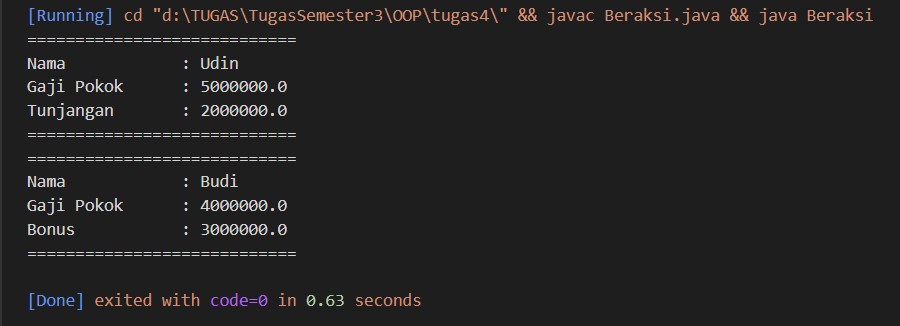 [Running] cd "d:\TUGAS\TugasSemester3\OOP\tugas4\" && javac Beraksi.java && java Beraksi
============================
Nama            : Udin
Gaji Pokok      : 5000000.0
Tunjangan       : 2000000.0
============================
============================
Nama            : Budi
Gaji Pokok      : 4000000.0
Bonus           : 3000000.0
============================
[Done] exited with code=0 in 0.63 seconds